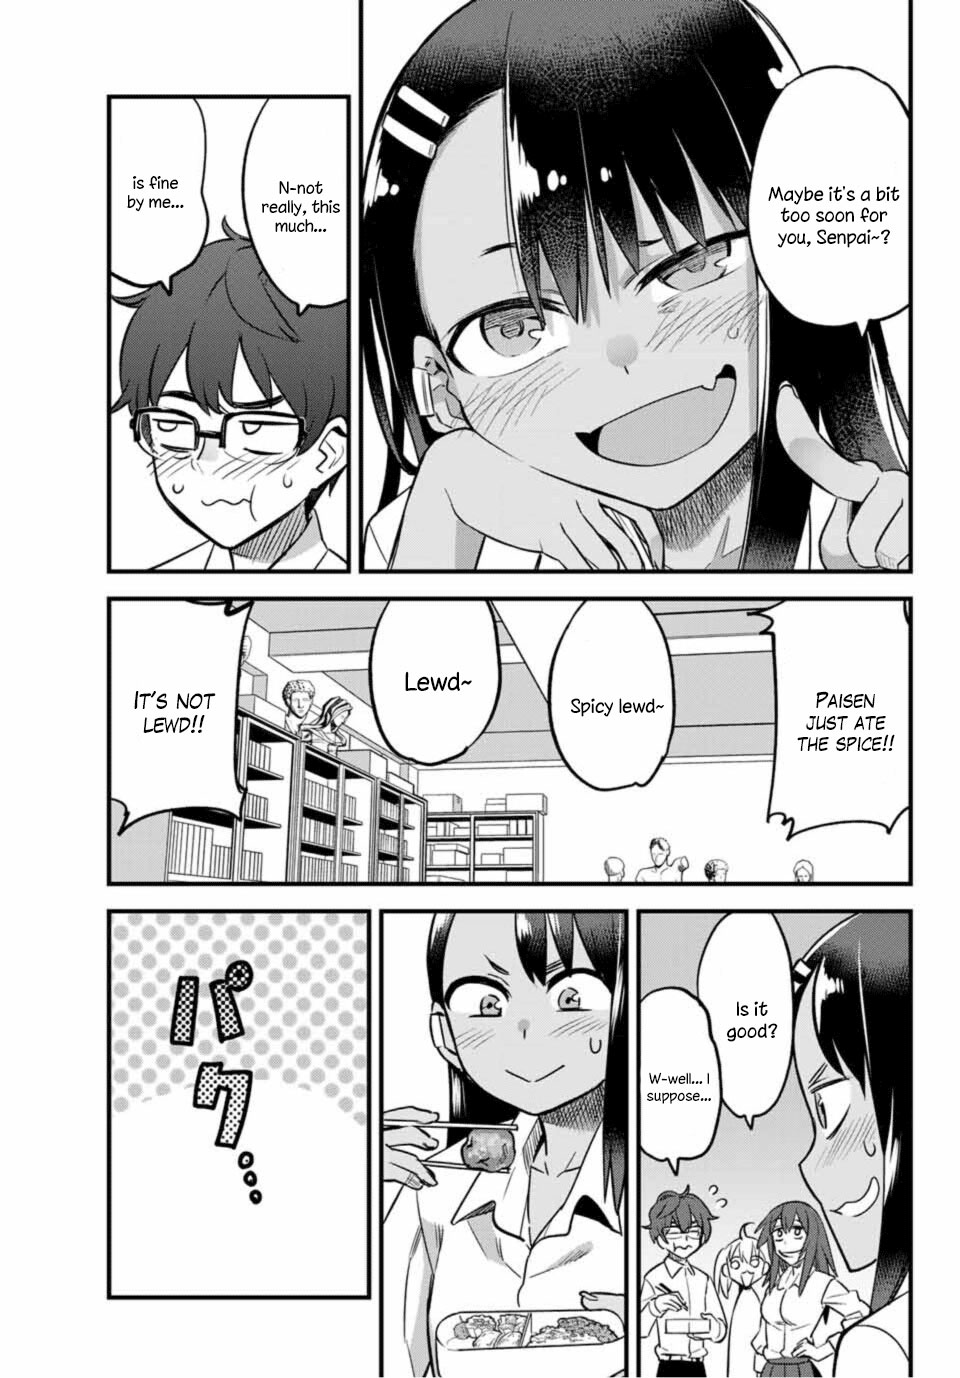 Maybe it's a bit
too soon for
you, Senpai~?
N-not
really, this
much...
is fine
by me...
PAISEN
JUST ATE
THE SPICE!!
Spicy lewd~
Lewd~
IT'S NOT
LEWD!!
Is it
good?
W-well... I
suppose...
パク...